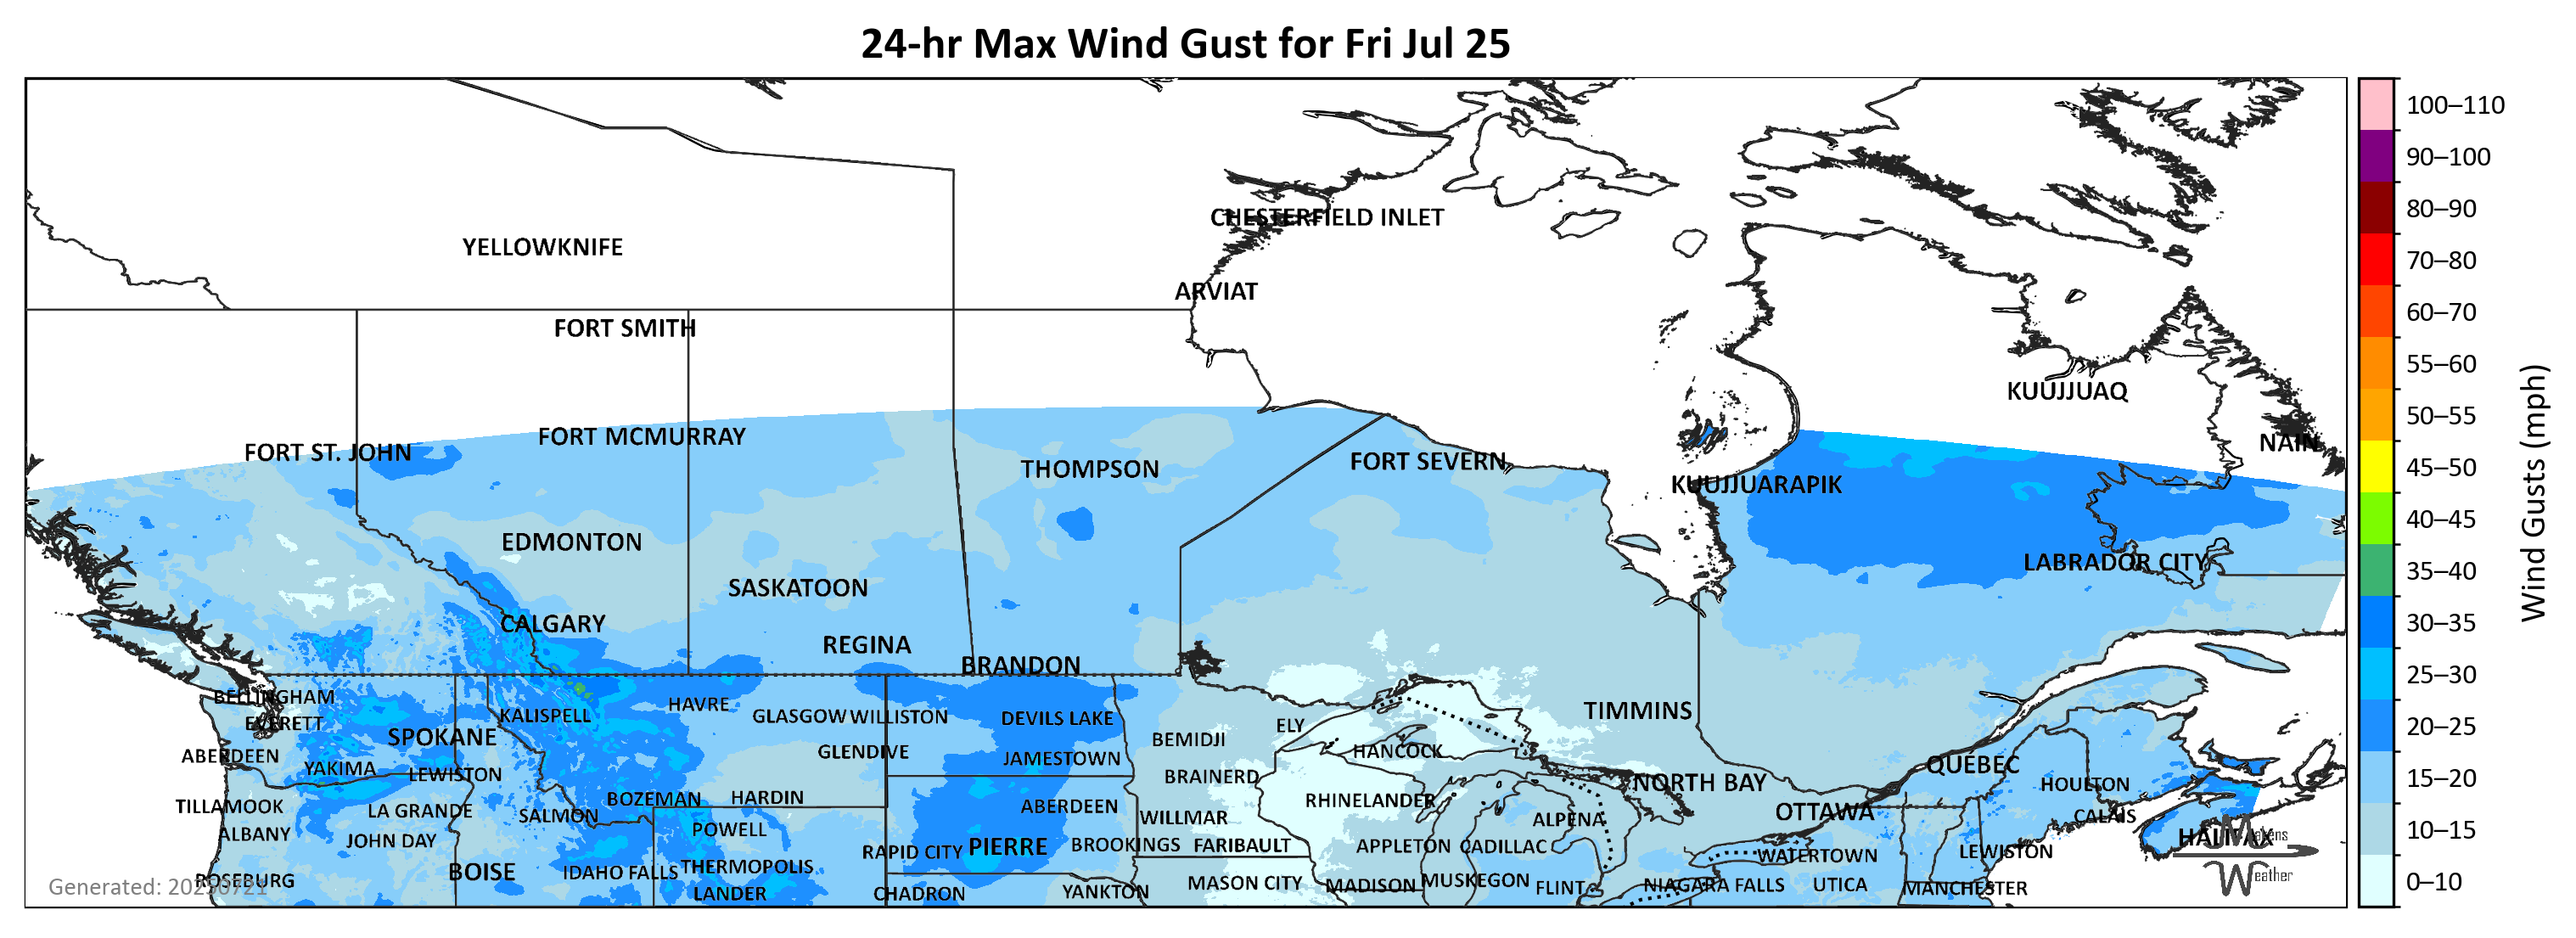 24-hr Max Wind Gust for Fri Jul 25
100–110
90–100
80–90
70–80
60–70
55–60
50–55
45–50
40–45
35–40
30–35
25–30
20–25
15–20
10–15
0–10
Wind Gusts (mph)
CHESTERFIELD INLET
YELLOWKNIFE
ARVIAT
FORT SMITH
KUUJJUAQ
FORT MCMURRAY
NAIN
FORT ST. JOHN
FORT SEVERN
THOMPSON
KUUJJUARAPIK
EDMONTON
LABRADOR CITY
SASKATOON
CALGARY
REGINA
BRANDON
BELLINGHAM
HAVRE
TIMMINS
KALISPELL
GLASGOW
WILLISTON
DEVILS LAKE
EVERETT
ELY
SPOKANE
BEMIDJI
HANCOCK
GLENDIVE
ABERDEEN
JAMESTOWN
QUÉBEC
YAKIMA
LEWISTON
BRAINERD
NORTH BAY
HOULTON
BOZEMAN
HARDIN
RHINELANDER
TILLAMOOK
LA GRANDE
ABERDEEN
OTTAWA
SALMON
WILLMAR
ALPENA
CALAIS
ALBANY
POWELL
HALIFAX
Makens
Weather
JOHN DAY
PIERRE
BROOKINGS
FARIBAULT
APPLETON
CADILLAC
RAPID CITY
WATERTOWN
LEWISTON
BOISE
IDAHO FALLS
THERMOPOLIS
ROSEBURG
MASON CITY
MADISON
MUSKEGON
FLINT
NIAGARA FALLS
UTICA
MANCHESTER
LANDER
CHADRON
YANKTON
Generated: 20250721